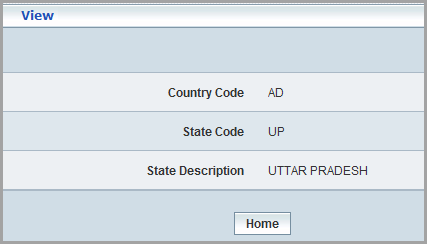 View
Country Code AD
State Code UP
State Description UTTAR PRADESH
Home